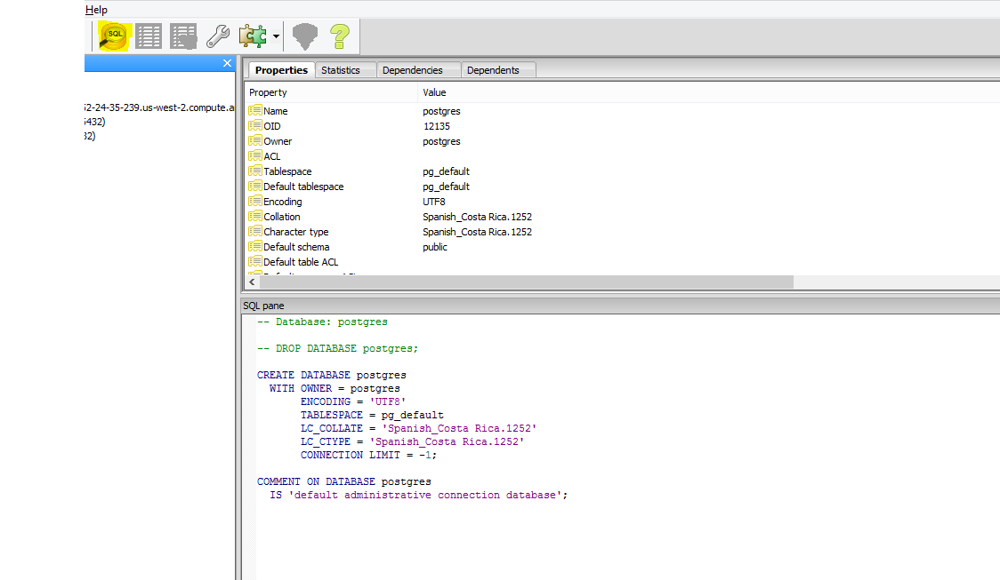 Help
SQL
52-24-35-239.us-west-2.compute.a
5432)
32)
Properties Statistics Dependencies Dependents
Property Value
Name postgres
OID 12135
Owner postgres
ACL
Tablespace pg_default
Default tablespace pg_default
Encoding UTF8
Collation Spanish_Costa Rica.1252
Character type Spanish_Costa Rica.1252
Default schema public
Default table ACL
SQL pane
-- Database: postgres
-- DROP DATABASE postgres;
CREATE DATABASE postgres
WITH OWNER = postgres
ENCODING = 'UTF8'
TABLESPACE = pg_default
LC_COLLATE = 'Spanish_Costa Rica.1252'
LC_CTYPE = 'Spanish_Costa Rica.1252'
CONNECTION LIMIT = -1;
COMMENT ON DATABASE postgres
IS 'default administrative connection database';